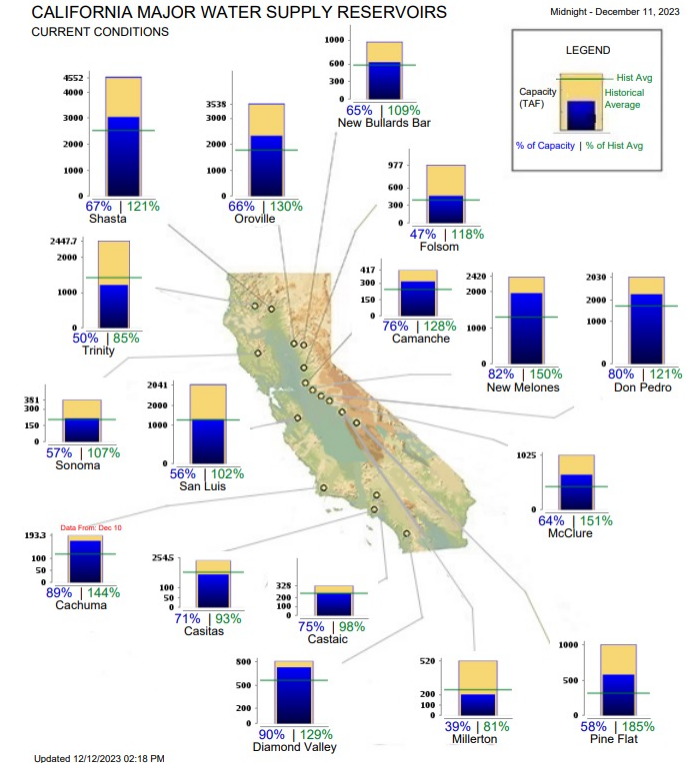 CALIFORNIA MAJOR WATER SUPPLY RESERVOIRS
Midnight - December 11, 2023
CURRENT CONDITIONS
LEGEND
Capacity
(TAF)
Hist Avg
Historical
Average
% of Capacity | % of Hist Avg
1000
600
300
0
65% | 109%
New Bullards Bar
4552
4000
3000
2000
1000
0
67% | 121%
Shasta
3538
3000
2000
1000
0
66% | 130%
Oroville
977
600
300
0
47% | 118%
Folsom
2447.7
2000
1000
0
50% | 85%
Trinity
417
300
150
0
76% | 128%
Camanche
2420
2000
1000
0
82% | 150%
New Melones
2030
2000
1000
0
80% | 121%
Don Pedro
381
300
150
0
57% | 107%
Sonoma
2041
2000
1000
0
56% | 102%
San Luis
1025
500
0
64% | 151%
McClure
Data From: Dec 10
193.3
100
50
0
89% | 144%
Cachuma
254.5
100
50
0
71% | 93%
Casitas
328
200
100
0
75% | 98%
Castaic
800
500
200
0
90% | 129%
Diamond Valley
520
200
100
0
39% | 81%
Millerton
1000
500
0
58% | 185%
Pine Flat
Updated 12/12/2023 02:18 PM